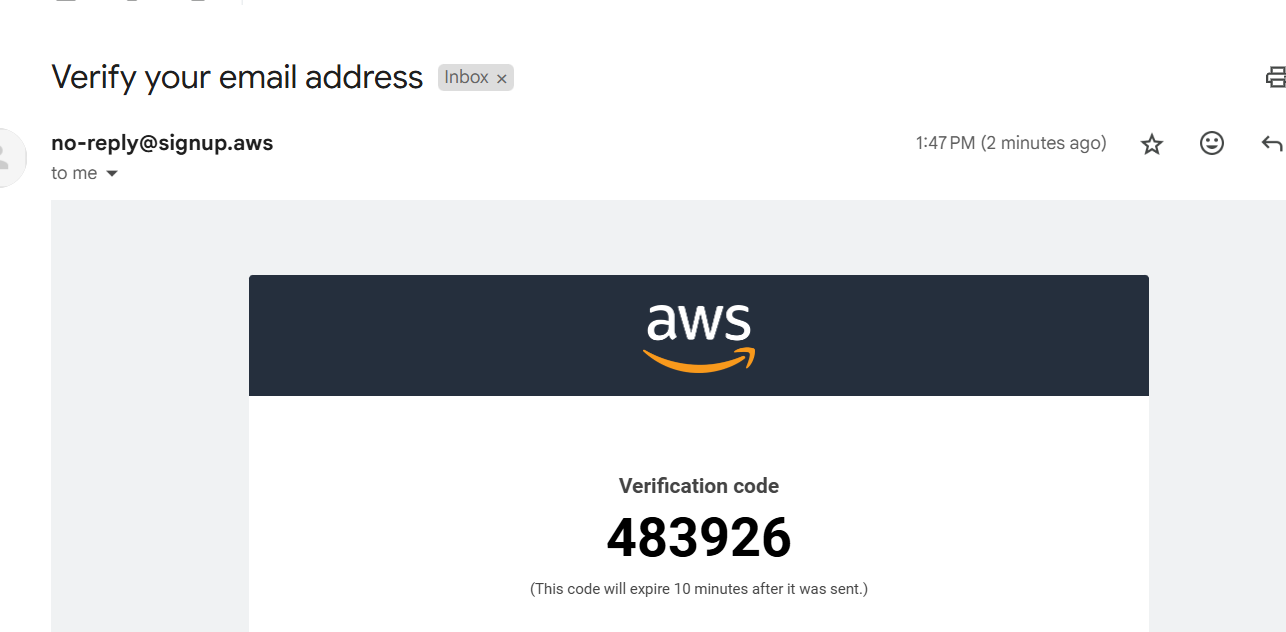 Verify your email address Inbox ×
no-reply@signup.aws 1:47 PM (2 minutes ago)
to me
aws
Verification code
483926
(This code will expire 10 minutes after it was sent.)